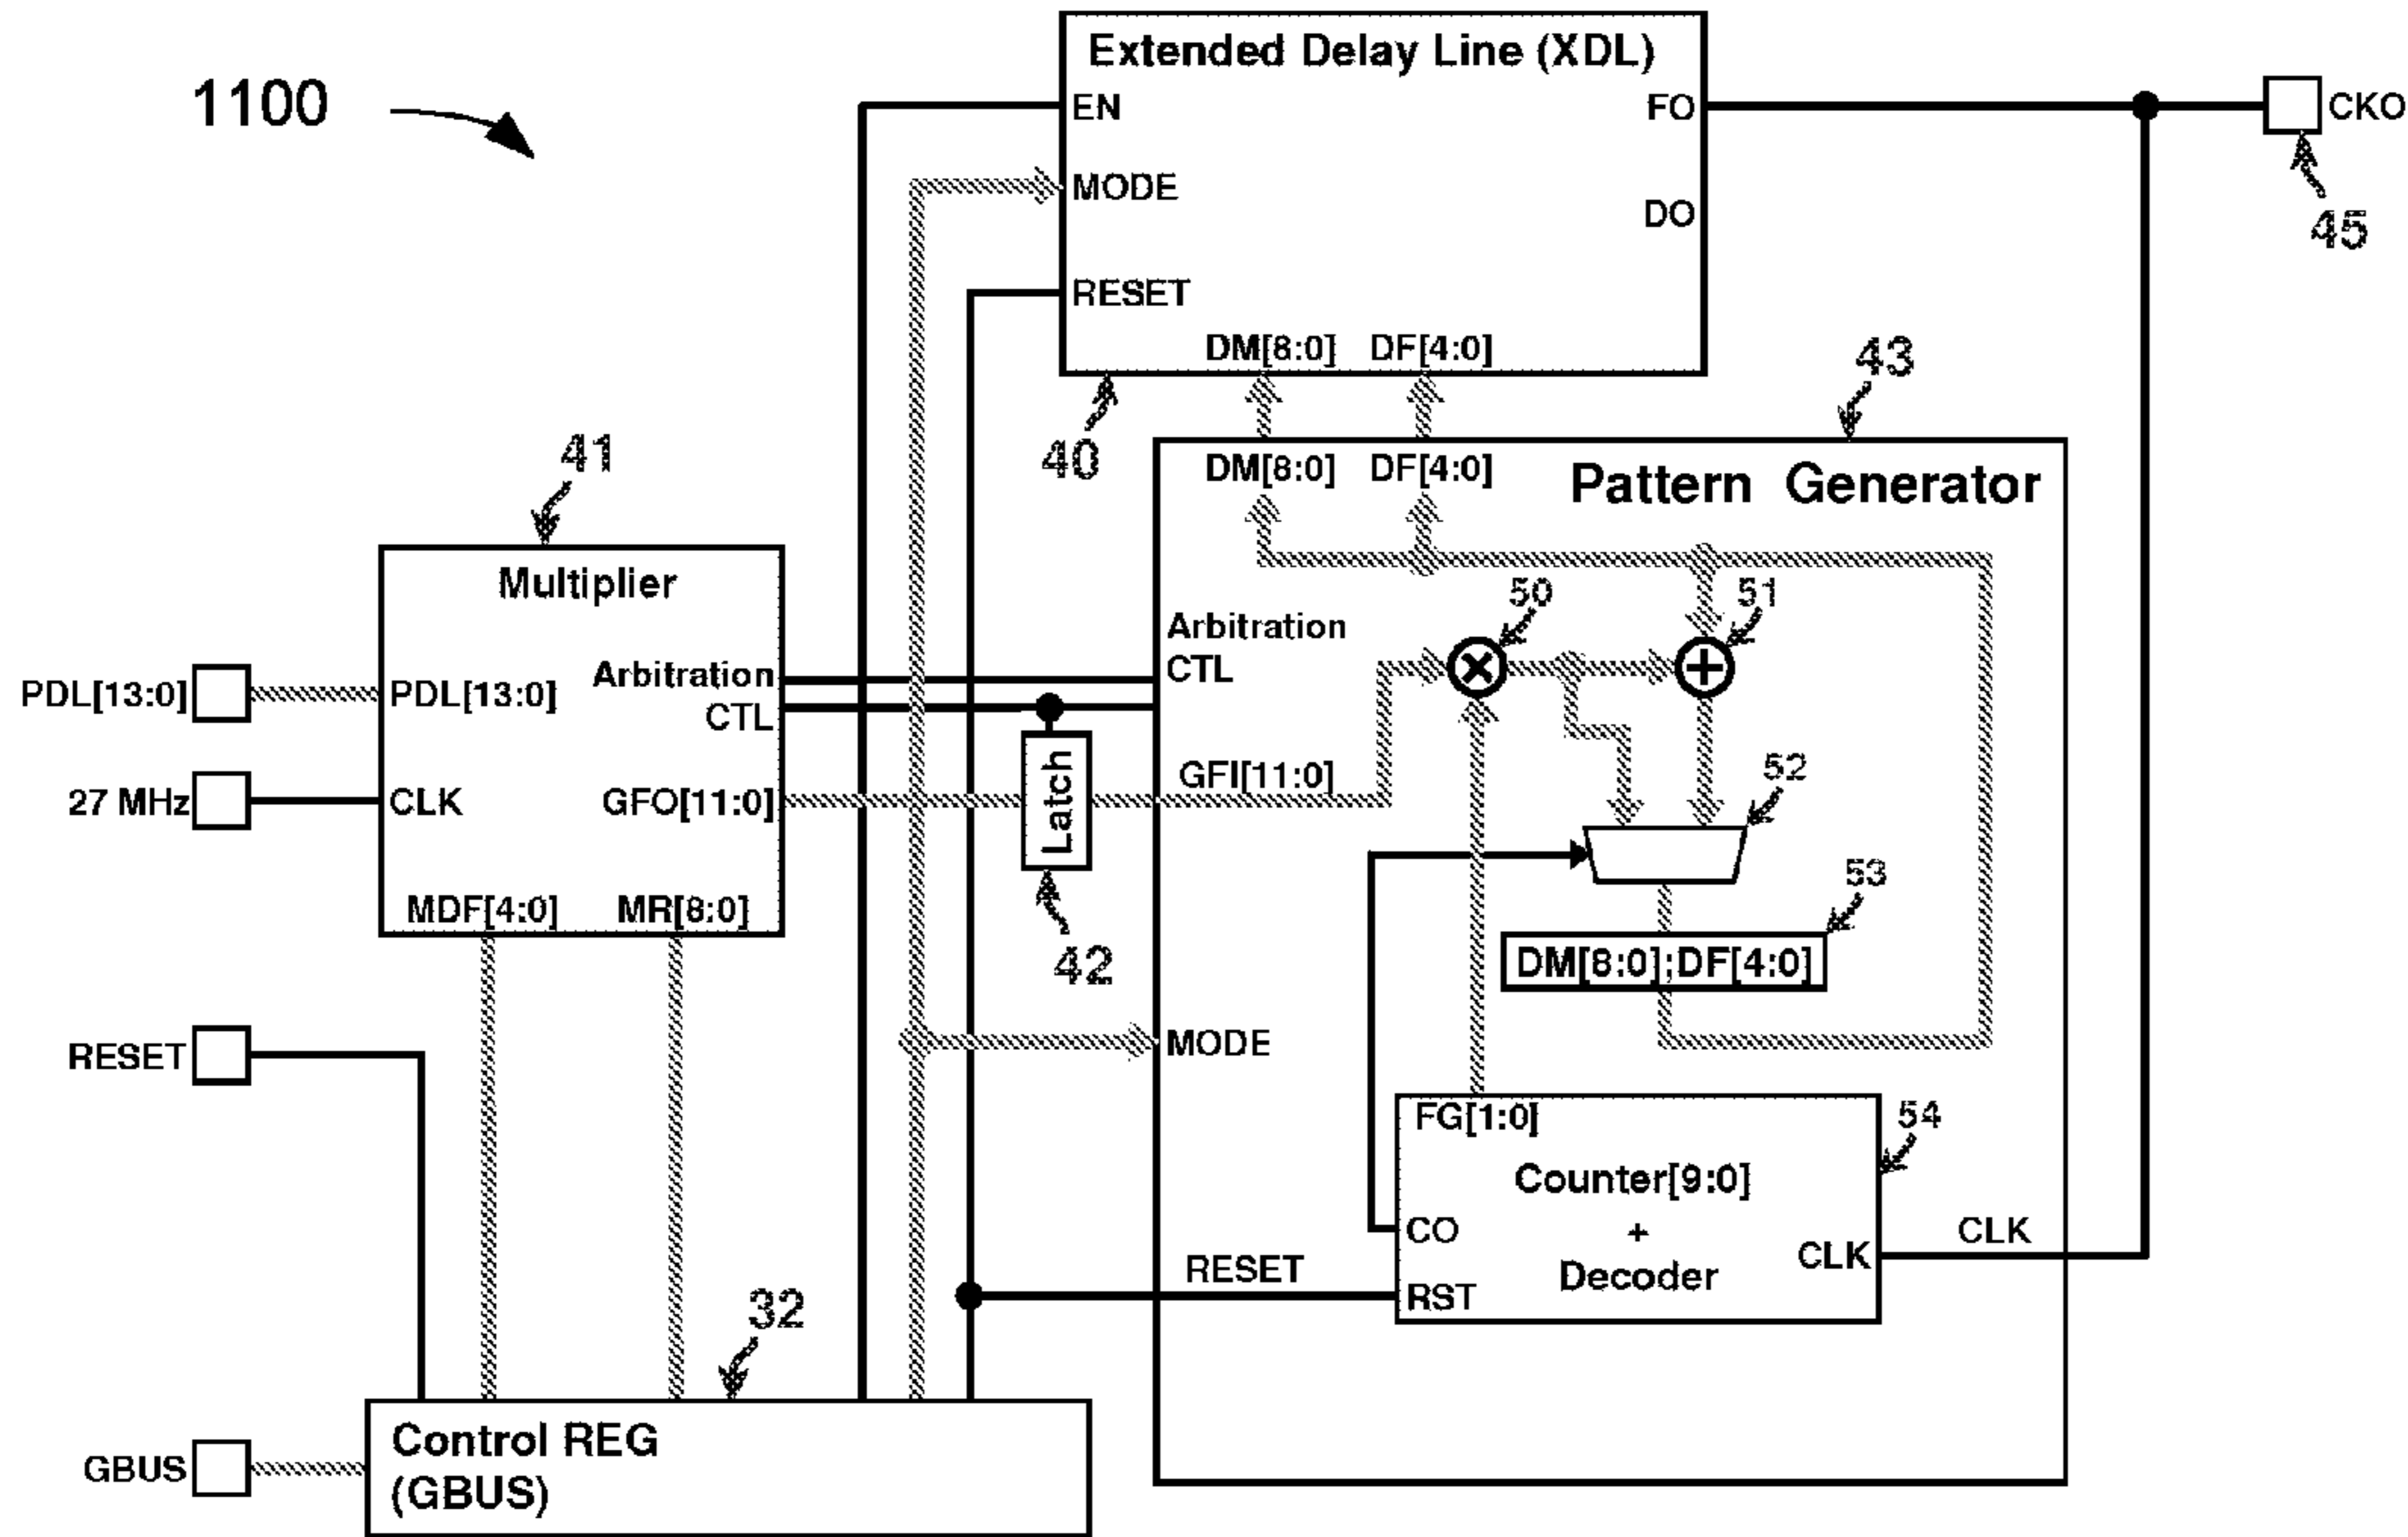 1100
Extended Delay Line (XDL)
EN
FO
CKO
MODE
DO
45
RESET
DM[8:0] DF[4:0]
43
40
41
DM[8:0] DF[4:0]
Pattern Generator
Multiplier
50
51
Arbitration
CTL
Arbitration
CTL
PDL[13:0]
PDL[13:0]
GFI[11:0]
52
27 MHz
CLK
GFO[11:0]
Latch
53
MDF[4:0] MR[8:0]
42
DM[8:0]:DF[4:0]
RESET
MODE
FG[1:0]
54
Counter[9:0]
+
Decoder
CO
CLK
CLK
RESET
RST
32
GBUS
Control REG
(GBUS)